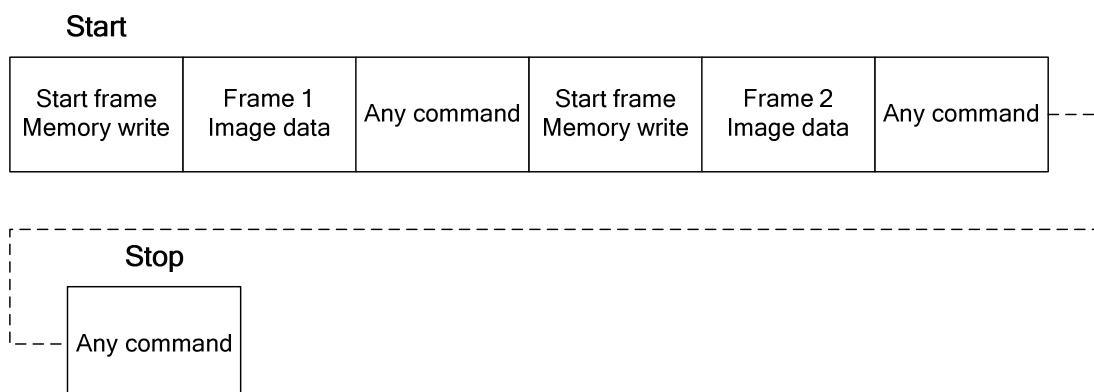 Start
Start frame
Memory write
Frame 1
Image data
Any command
Start frame
Memory write
Frame 2
Image data
Any command
Stop
Any command